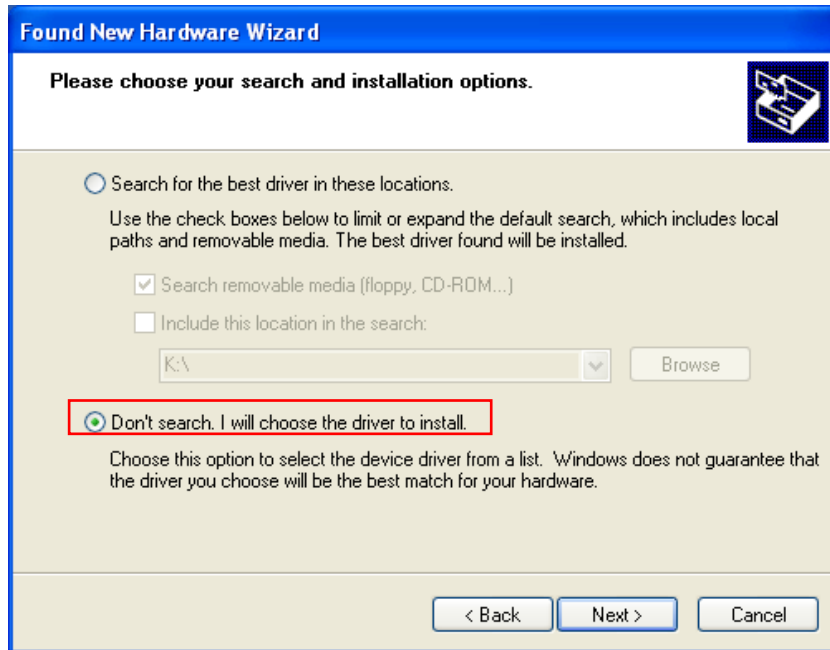 Found New Hardware Wizard
Please choose your search and installation options.
Search for the best driver in these locations.
Use the check boxes below to limit or expand the default search, which includes local
paths and removable media. The best driver found will be installed.
Search removable media (floppy, CD-ROM...)
Include this location in the search:
K:\
Browse
Don't search. I will choose the driver to install.
Choose this option to select the device driver from a list. Windows does not guarantee that
the driver you choose will be the best match for your hardware.
< Back
Next >
Cancel